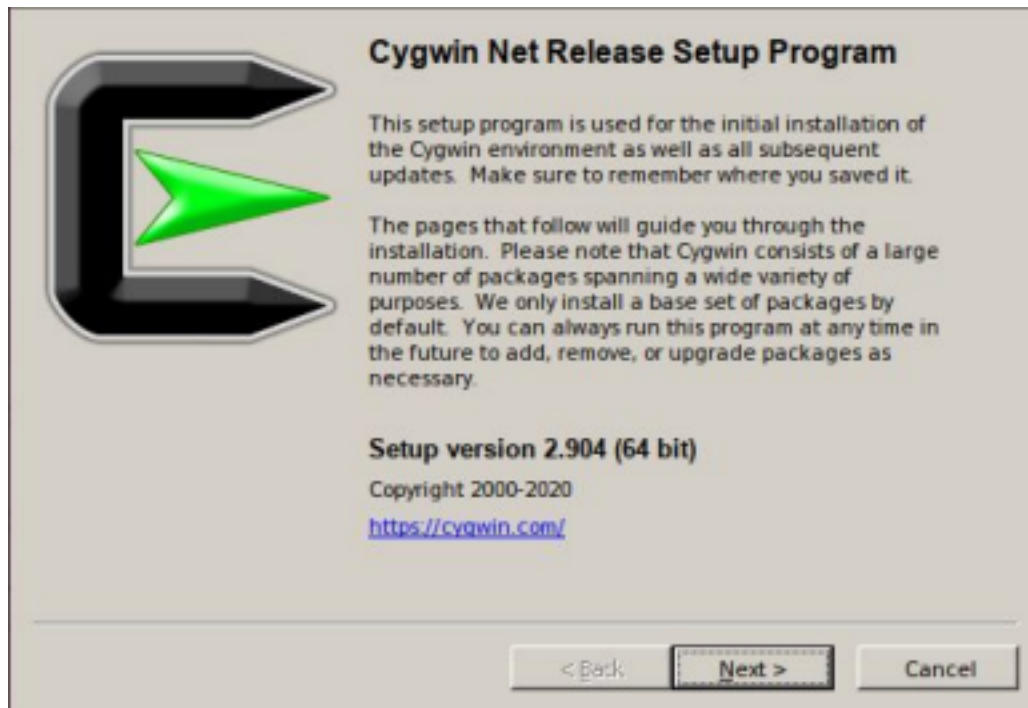 Cygwin Net Release Setup Program
This setup program is used for the initial installation of
the Cygwin environment as well as all subsequent
updates.  Make sure to remember where you saved it.
The pages that follow will guide you through the
installation.  Please note that Cygwin consists of a large
number of packages spanning a wide variety of
purposes.  We only install a base set of packages by
default.  You can always run this program at any time in
the future to add, remove, or upgrade packages as
necessary.
Setup version 2.904 (64 bit)
Copyright 2000-2020
https://cygwin.com/
< Back
Next >
Cancel